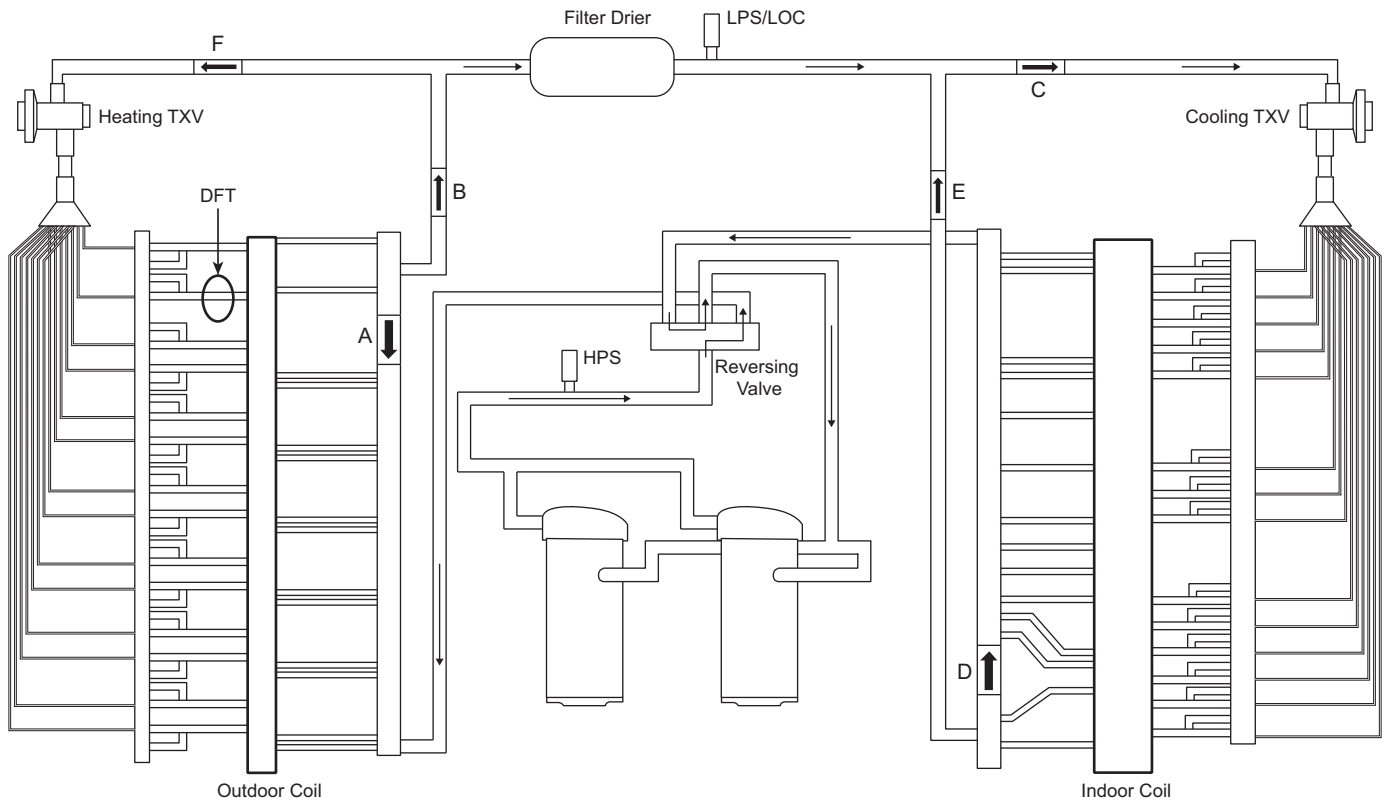 Filter Drier
LPS/LOC
F
C
Heating TXV
Cooling TXV
DFT
B
E
A
HPS
Reversing
Valve
D
Outdoor Coil
Indoor Coil